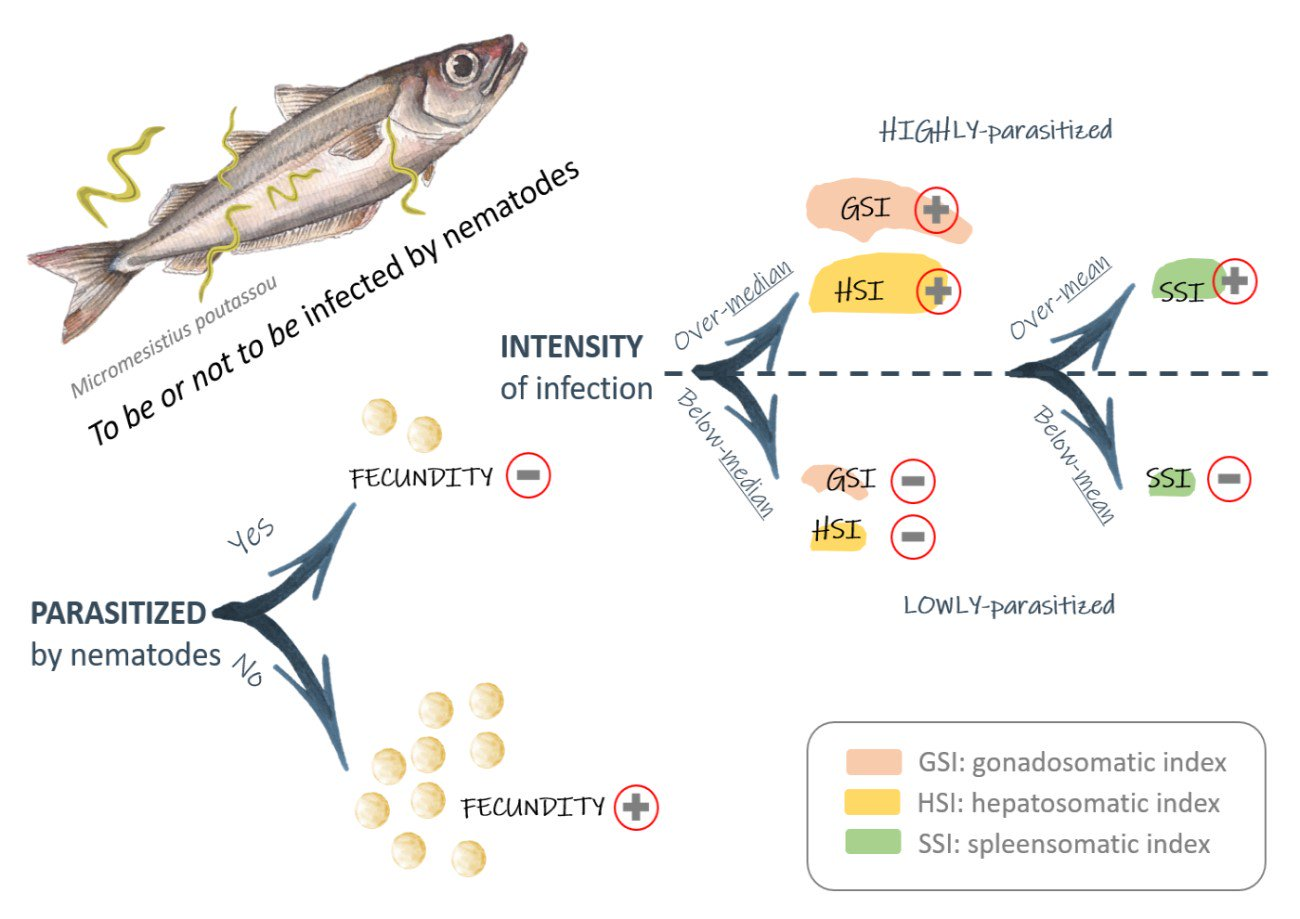 Micromesistius poutassou
To be or not to be infected by nematodes
HIGHLY-parasitized
GSI +
HSI +
SSI +
Over-median
Over-mean
INTENSITY
of infection
Below-median
Below-mean
GSI -
HSI -
SSI -
LOWLY-parasitized
FECUNDITY -
Yes
PARASITIZED
by nematodes
No
FECUNDITY +
GSI: gonadosomatic index
HSI: hepatosomatic index
SSI: spleensomatic index